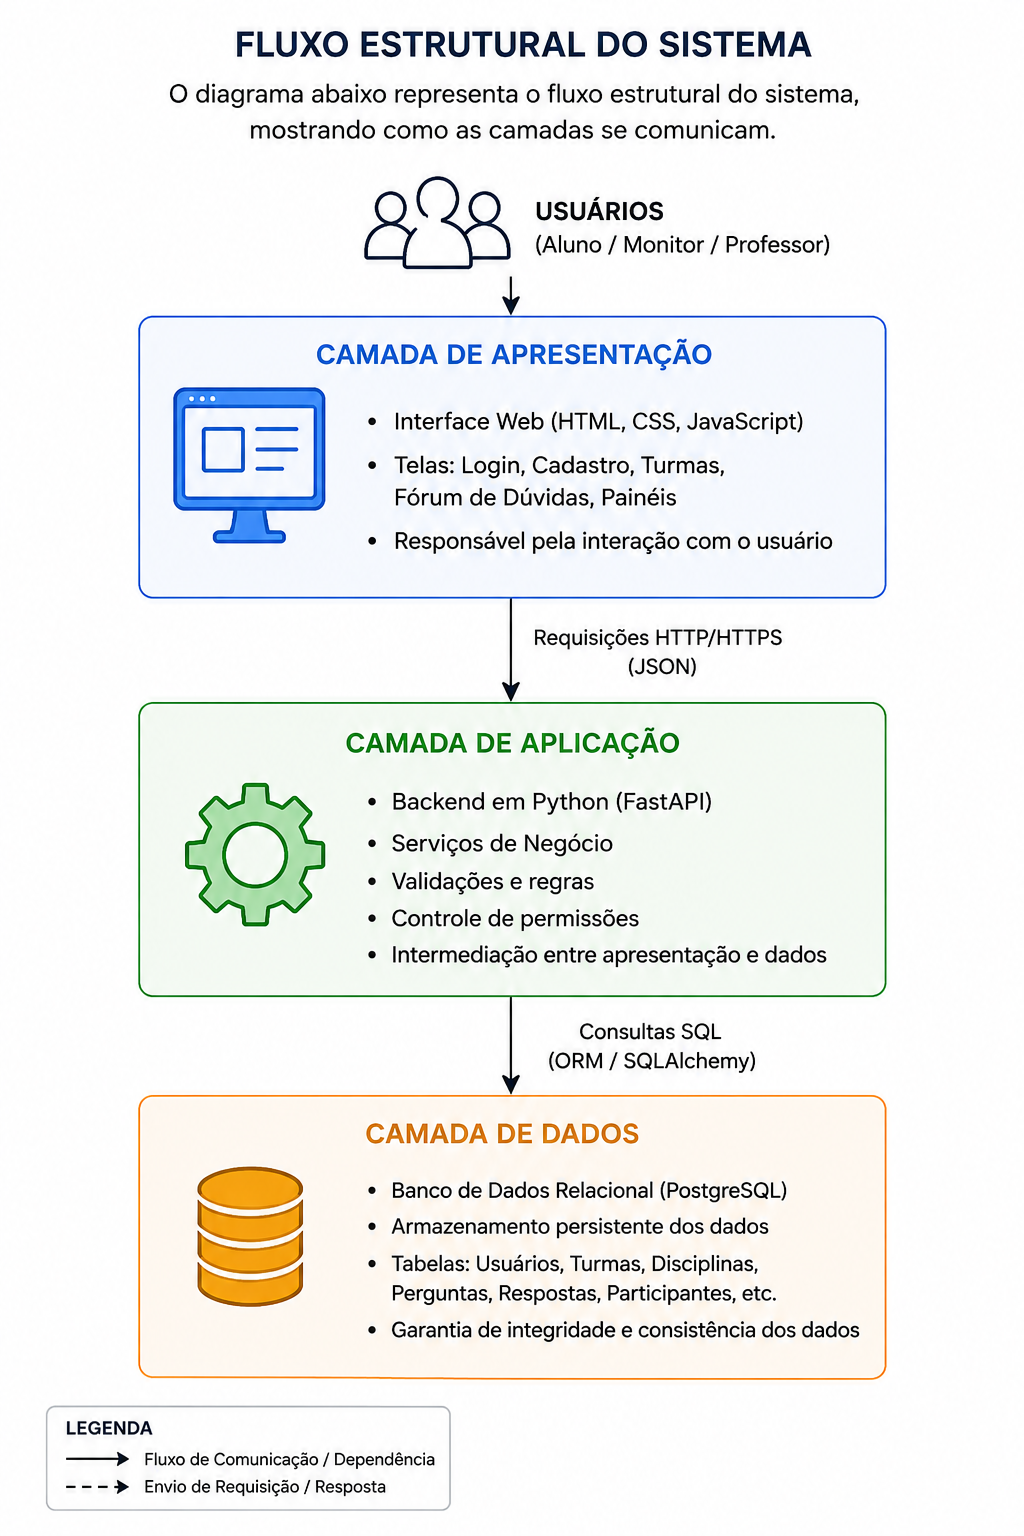 FLUXO ESTRUTURAL DO SISTEMA
O diagrama abaixo representa o fluxo estrutural do sistema,
mostrando como as camadas se comunicam.
USUÁRIOS
(Aluno / Monitor / Professor)
CAMADA DE APRESENTAÇÃO
• Interface Web (HTML, CSS, JavaScript)
• Telas: Login, Cadastro, Turmas,
Fórum de Dúvidas, Painéis
• Responsável pela interação com o usuário
Requisições HTTP/HTTPS
(JSON)
CAMADA DE APLICAÇÃO
• Backend em Python (FastAPI)
• Serviços de Negócio
• Validações e regras
• Controle de permissões
• Intermediação entre apresentação e dados
Consultas SQL
(ORM / SQLAlchemy)
CAMADA DE DADOS
• Banco de Dados Relacional (PostgreSQL)
• Armazenamento persistente dos dados
• Tabelas: Usuários, Turmas, Disciplinas,
Perguntas, Respostas, Participantes, etc.
• Garantia de integridade e consistência dos dados
LEGENDA
Fluxo de Comunicação / Dependência
Envio de Requisição / Resposta